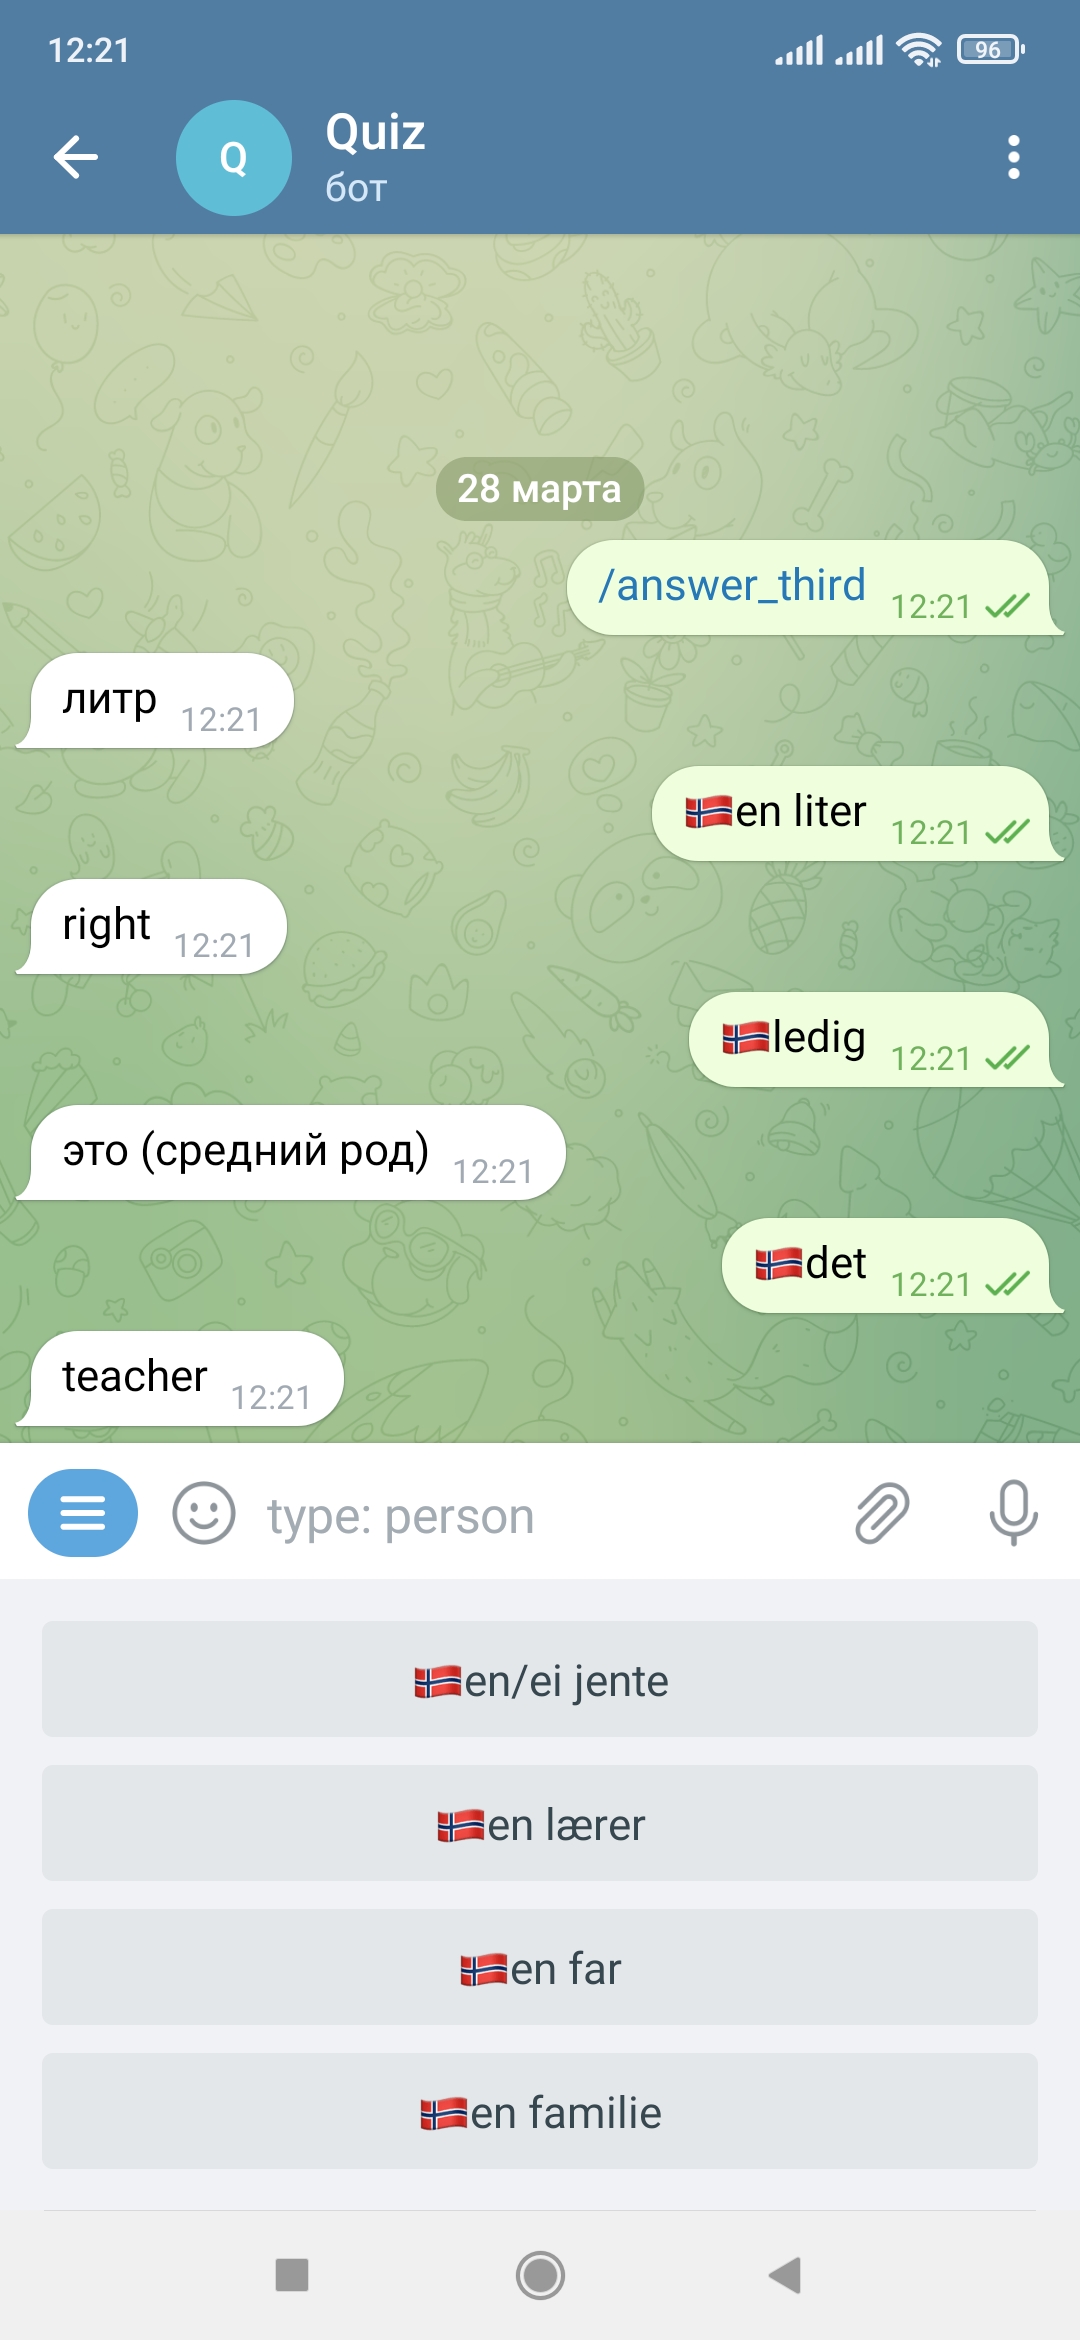 12:21
96
Q
Quiz
бот
28 марта
/answer_third 12:21
литр 12:21
🇳🇴en liter 12:21
right 12:21
🇳🇴ledig 12:21
это (средний род) 12:21
🇳🇴det 12:21
teacher 12:21
type: person
🇳🇴en/ei jente
🇳🇴en lærer
🇳🇴en far
🇳🇴en familie